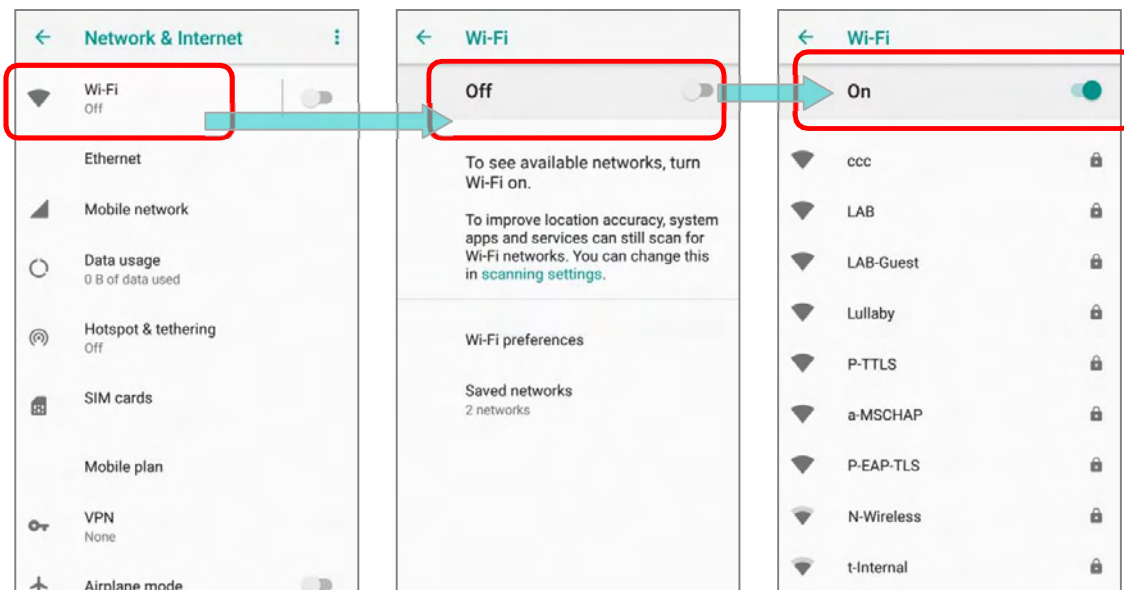 Network & Internet
Wi-Fi
Off
Ethernet
Mobile network
Data usage
0 B of data used
Hotspot & tethering
Off
SIM cards
Mobile plan
VPN
None
Airplane mode
Wi-Fi
Off
To see available networks, turn
Wi-Fi on.
To improve location accuracy, system
apps and services can still scan for
Wi-Fi networks. You can change this
in scanning settings.
Wi-Fi preferences
Saved networks
2 networks
Wi-Fi
On
ccc
LAB
LAB-Guest
Lullaby
P-TTLS
a-MSCHAP
P-EAP-TLS
N-Wireless
t-Internal